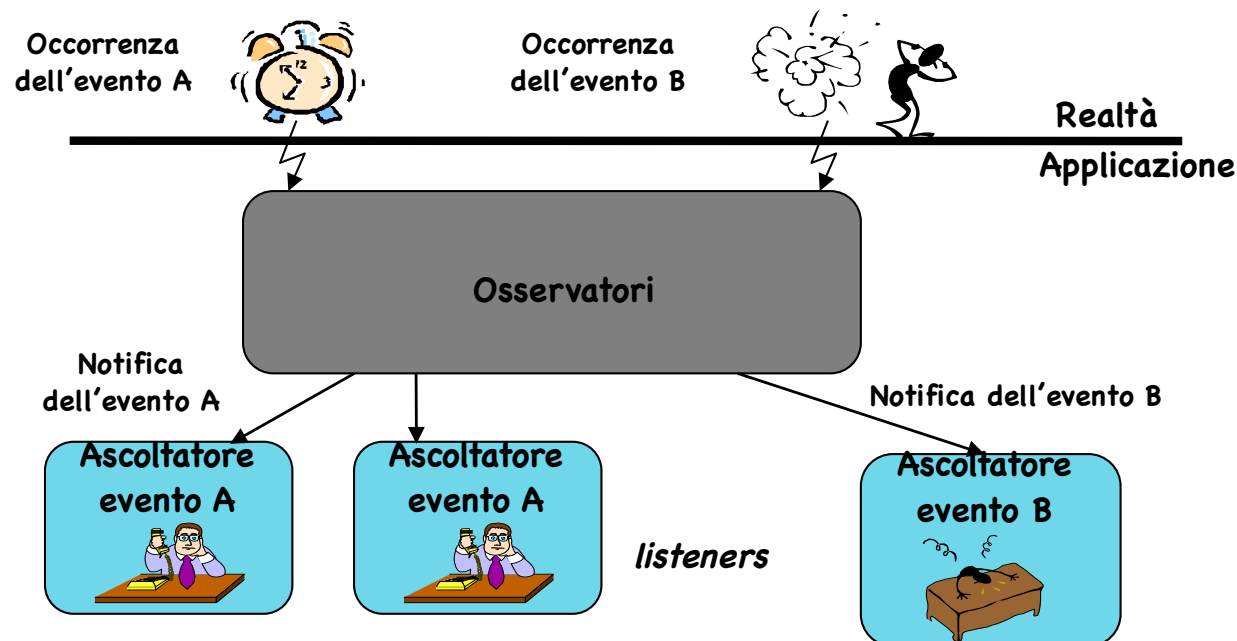 Occorrenza
dell'evento A
Occorrenza
dell'evento B
Realtà
Applicazione
Osservatori
Notifica
dell'evento A
Notifica dell'evento B
Ascoltatore
evento A
Ascoltatore
evento A
Ascoltatore
evento B
listeners